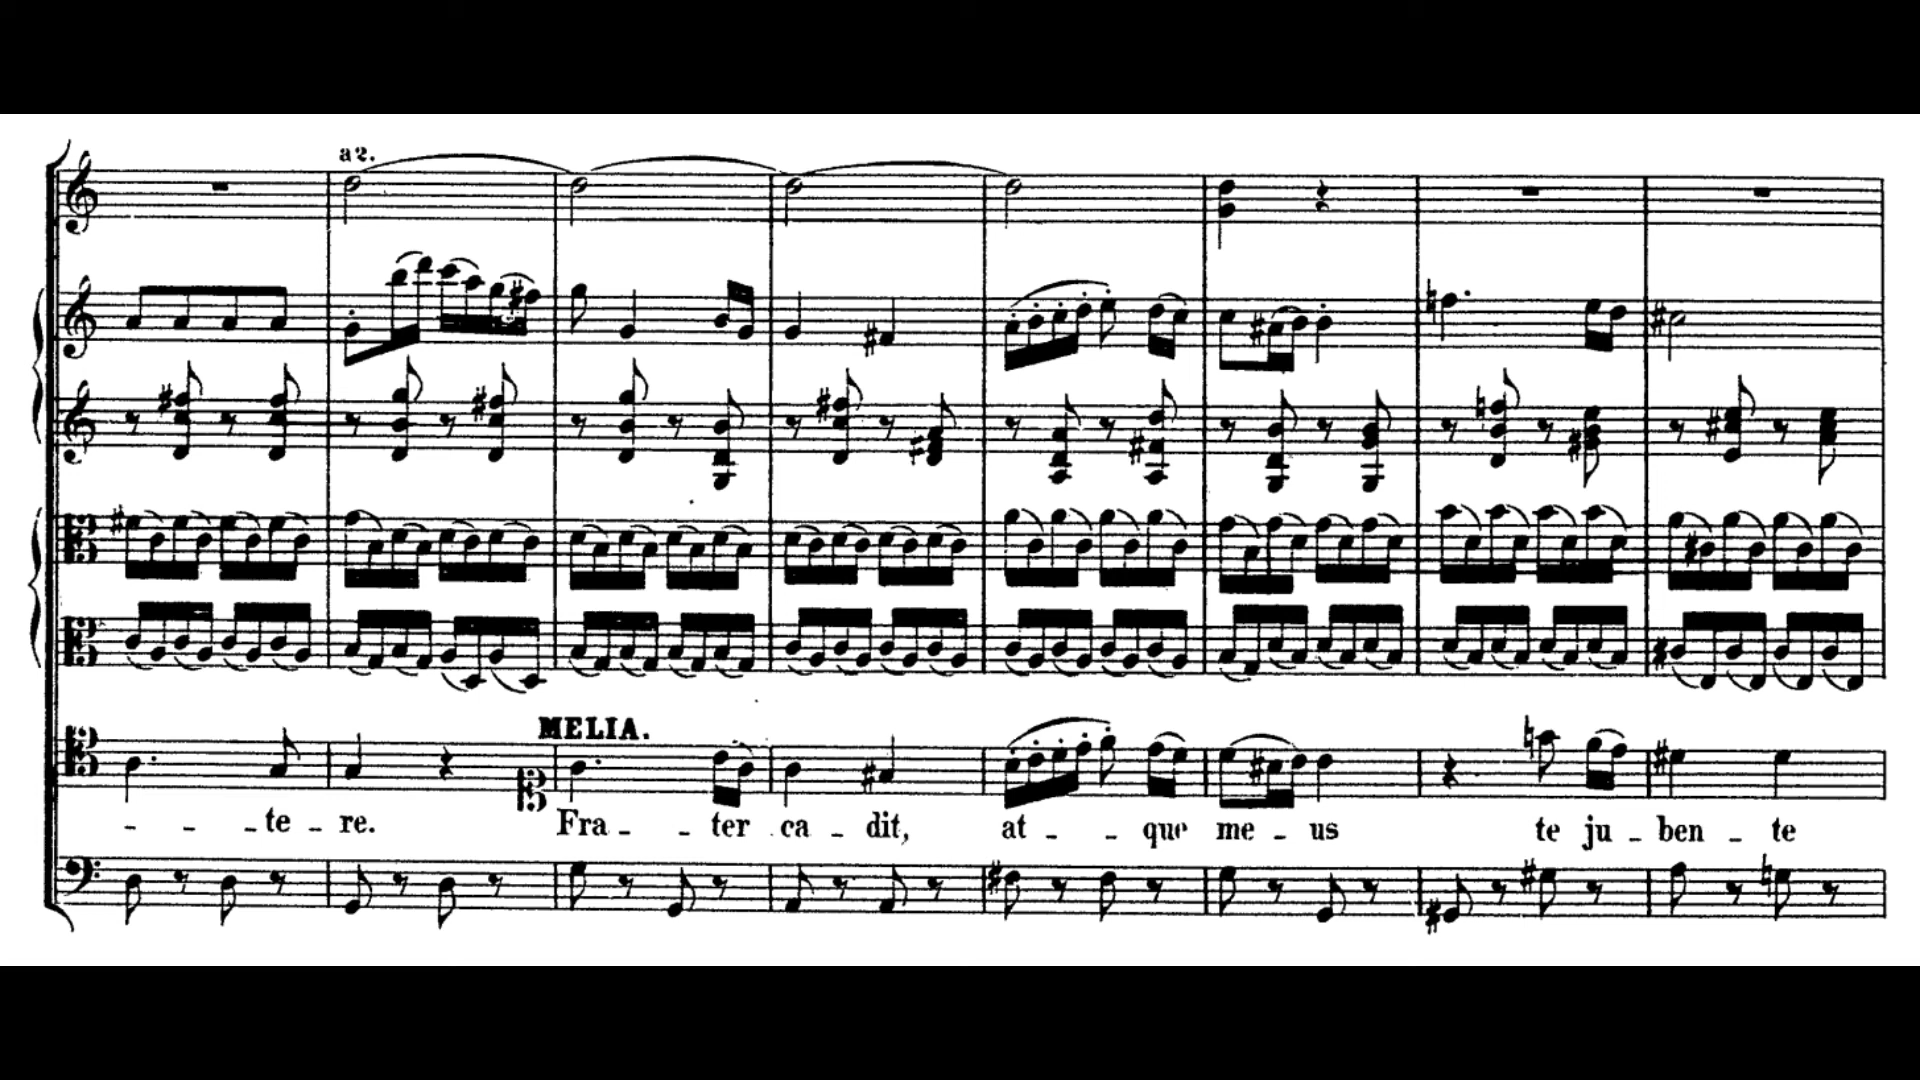 a 2.
MELIA.
- - - te - re. Fra - - ter ca - dit, at - - que me - us te ju - ben - te